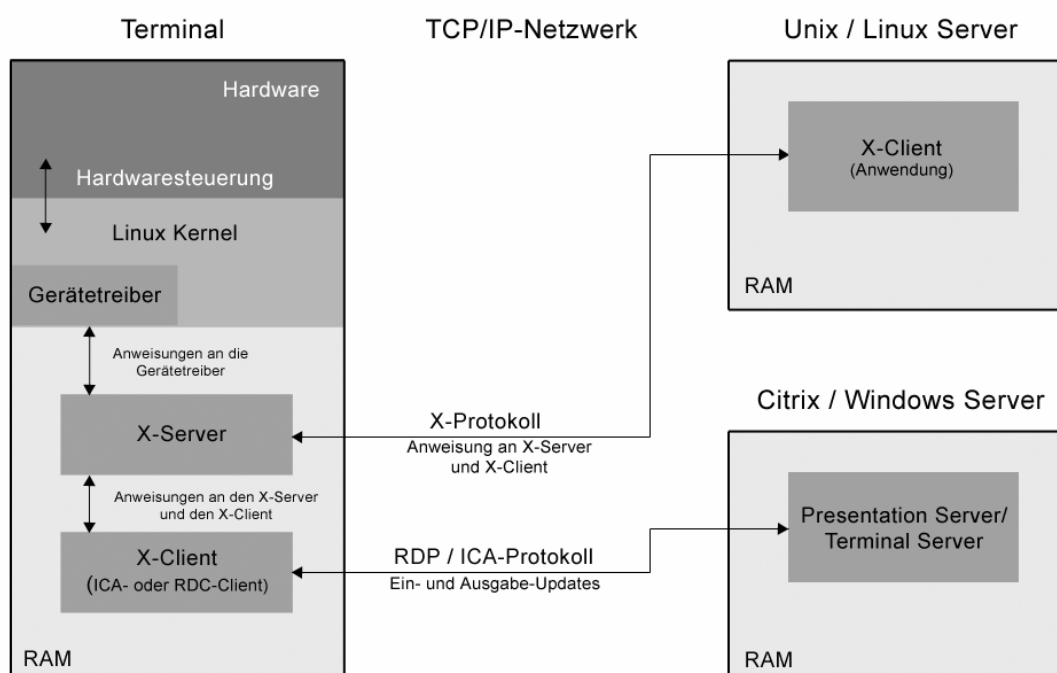 Terminal
TCP/IP-Netzwerk
Unix / Linux Server
Hardware
Hardwaresteuerung
Linux Kernel
Gerätetreiber
Anweisungen an die
Gerätetreiber
X-Server
Anweisungen an den X-Server
und den X-Client
X-Client
(ICA- oder RDC-Client)
RAM
X-Protokoll
Anweisung an X-Server
und X-Client
RDP / ICA-Protokoll
Ein- und Ausgabe-Updates
X-Client
(Anwendung)
RAM
Citrix / Windows Server
Presentation Server/
Terminal Server
RAM